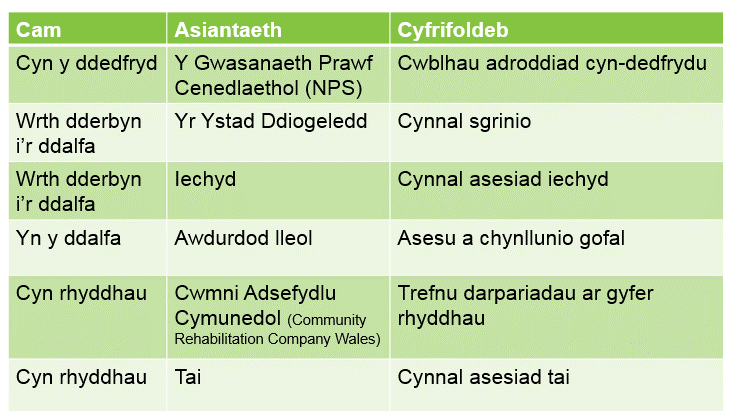 Cam Asiantaeth Cyfrifoldeb
Cyn y ddedfryd Y Gwasanaeth Prawf Cwblhau adroddiad cyn-dedfrydu
Cenedlaethol (NPS)
Wrth dderbyn Yr Ystad Ddiogeledd Cynnal sgrinio
i'r ddalfa
Wrth dderbyn Iechyd Cynnal asesiad iechyd
i'r ddalfa
Yn y ddalfa Awdurdod lleol Asesu a chynllunio gofal
Cyn rhyddhau Cwmni Adsefydlu Trefnu darpariadau ar gyfer
Cymunedol (Community rhyddhau
Rehabilitation Company Wales)
Cyn rhyddhau Tai Cynnal asesiad tai